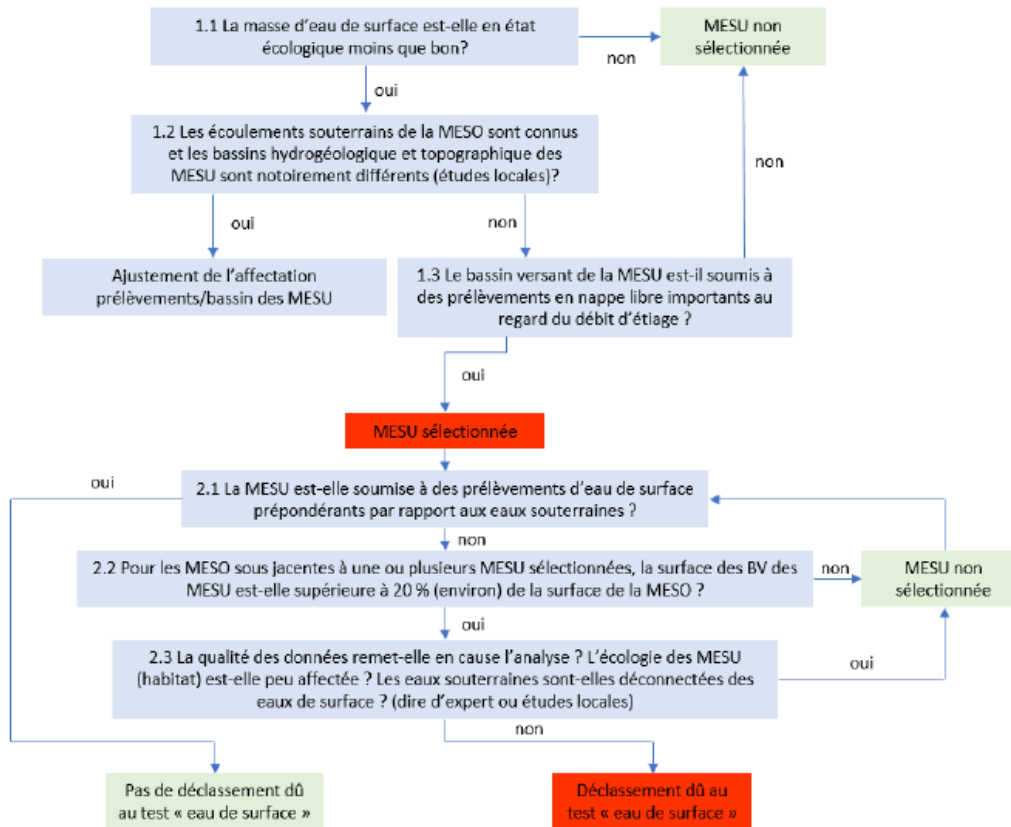 1.1 La masse d'eau de surface est-elle en état
écologique moins que bon?
MESU non
sélectionnée
non
oui
1.2 Les écoulements souterrains de la MESO sont connus
et les bassins hydrogéologique et topographique des
MESU sont notoirement différents (études locales)?
non
oui
non
Ajustement de l'affectation
prélèvements/bassin des MESU
1.3 Le bassin versant de la MESU est-il soumis à
des prélèvements en nappe libre importants au
regard du débit d'étiage ?
oui
MESU sélectionnée
oui
2.1 La MESU est-elle soumise à des prélèvements d'eau de surface
prépondérants par rapport aux eaux souterraines ?
non
2.2 Pour les MESO sous jacentes à une ou plusieurs MESU sélectionnées, la surface des BV des
MESU est-elle supérieure à 20 % (environ) de la surface de la MESO ?
non
MESU non
sélectionnée
oui
2.3 La qualité des données remet-elle en cause l'analyse ? L'écologie des MESU
(habitat) est-elle peu affectée ? Les eaux souterraines sont-elles déconnectées des
eaux de surface ? (dire d'expert ou études locales)
oui
non
Pas de déclassement dû
au test « eau de surface »
Déclassement dû au
test « eau de surface »